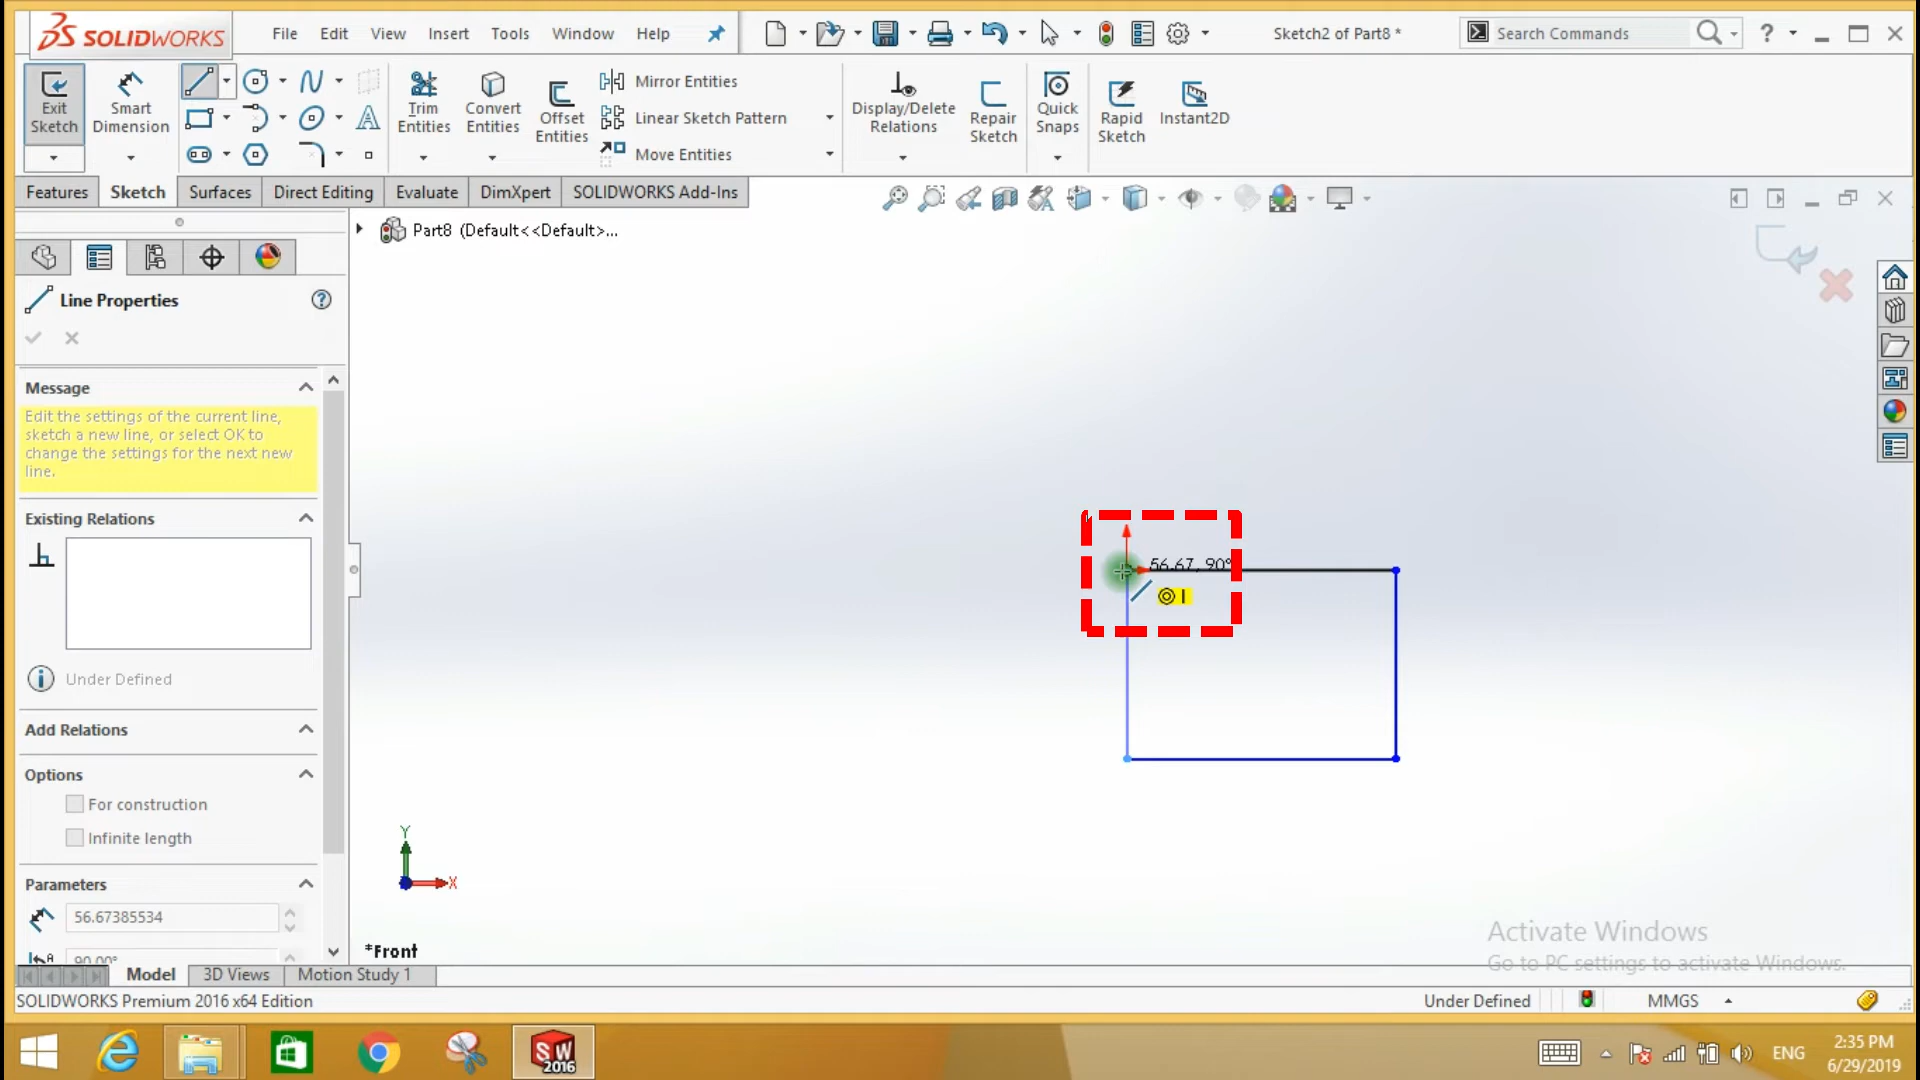 SOLIDWORKS
File Edit View Insert Tools Window Help
Sketch2 of Part8 *
Search Commands
?
Exit Sketch
Smart Dimension
Trim Entities
Convert Entities
Offset Entities
Mirror Entities
Linear Sketch Pattern
Move Entities
Display/Delete Relations
Repair Sketch
Quick Snaps
Rapid Sketch
Instant2D
Features Sketch Surfaces Direct Editing Evaluate DimXpert SOLIDWORKS Add-Ins
Part8 (Default<<Default>...
Line Properties
Message
Edit the settings of the current line,
sketch a new line, or select OK to
change the settings for the next new
line.
Existing Relations
Under Defined
Add Relations
Options
For construction
Infinite length
Parameters
56.67385534
90.00°
56.67, 90°
Y
X
*Front
Activate Windows
Go to PC settings to activate Windows.
Model 3D Views Motion Study 1
SOLIDWORKS Premium 2016 x64 Edition
Under Defined
MMGS
SW
2016
ENG
2:35 PM
6/29/2019